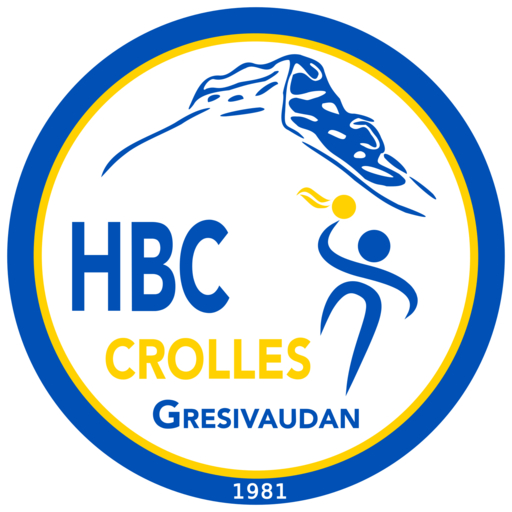 HBC
CROLLES
GRESIVAUDAN
1981